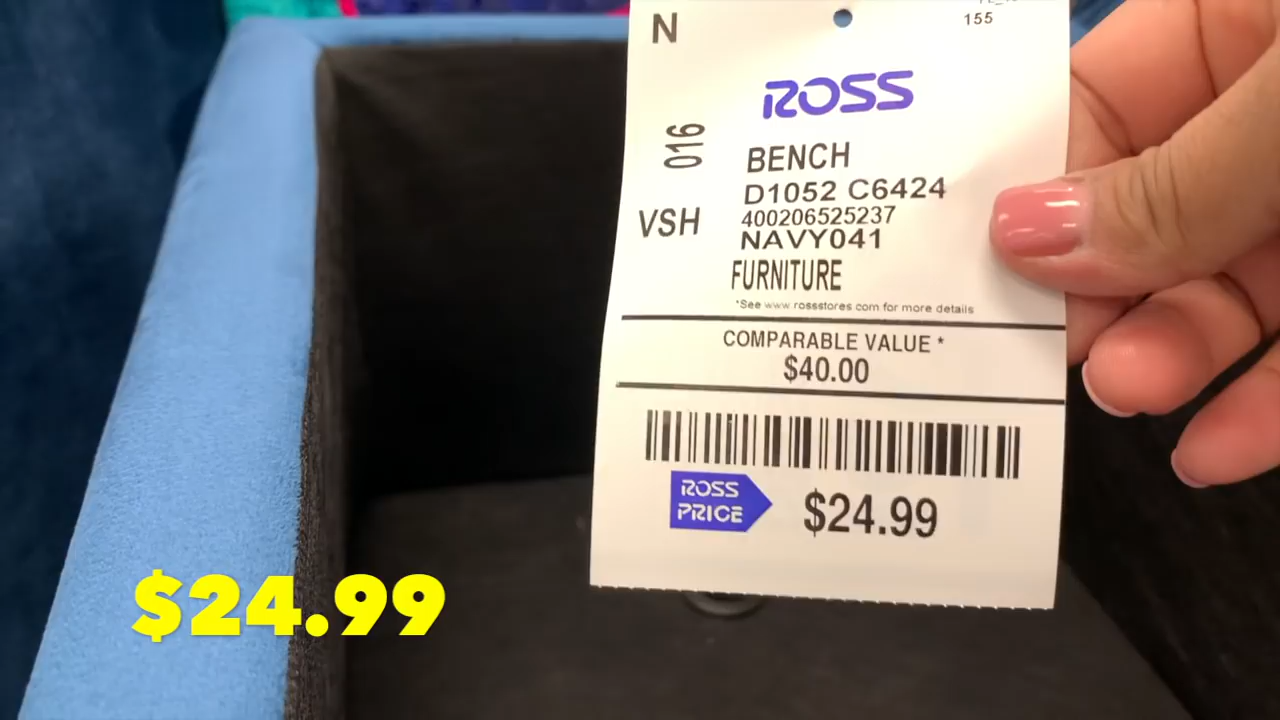 N
155
ROSS
016
BENCH
D1052 C6424
VSH
400206525237
NAVY041
FURNITURE
*See www.rossstores.com for more details
COMPARABLE VALUE *
$40.00
ROSS
PRICE
$24.99
$24.99